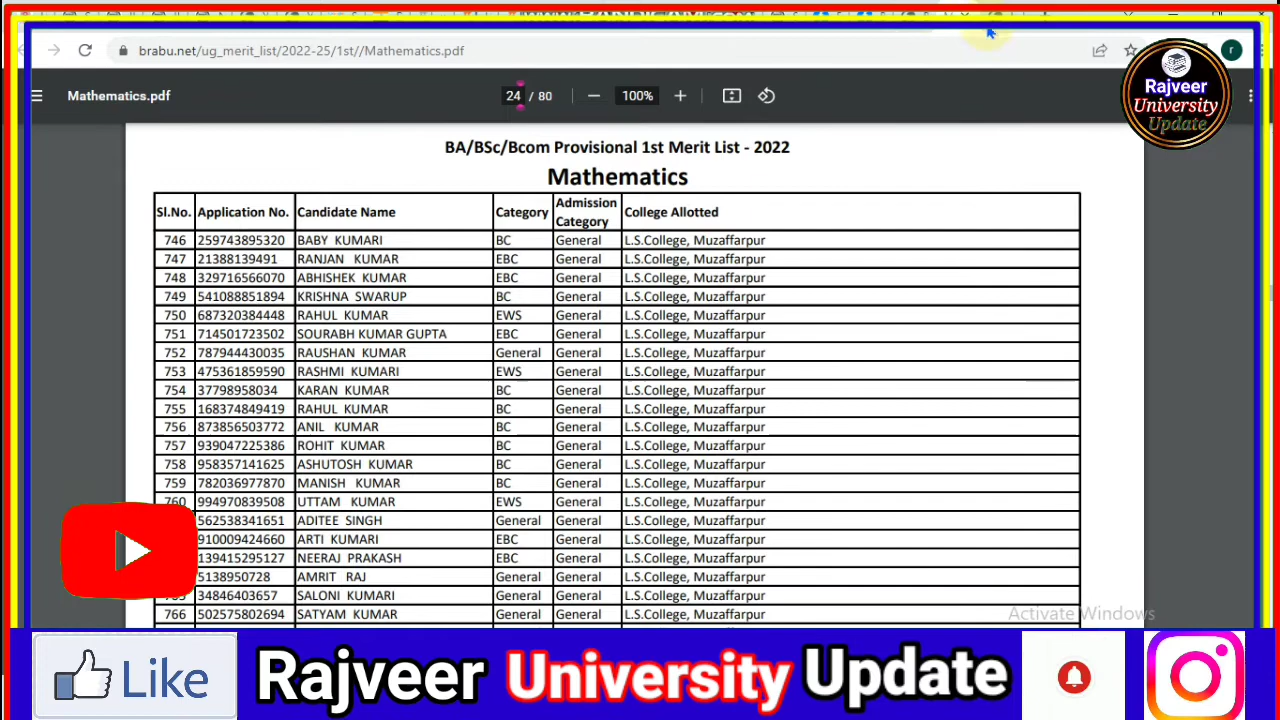 brabu.net/ug_merit_list/2022-25/1st//Mathematics.pdf
r
Mathematics.pdf
24 / 80
100%
Rajveer
University
Update
BA/BSc/Bcom Provisional 1st Merit List - 2022
Mathematics
Sl.No. Application No. Candidate Name Category Admission Category College Allotted
746 259743895320 BABY KUMARI BC General L.S.College, Muzaffarpur
747 21388139491 RANJAN KUMAR EBC General L.S.College, Muzaffarpur
748 329716566070 ABHISHEK KUMAR EBC General L.S.College, Muzaffarpur
749 541088851894 KRISHNA SWARUP BC General L.S.College, Muzaffarpur
750 687320384448 RAHUL KUMAR EWS General L.S.College, Muzaffarpur
751 714501723502 SOURABH KUMAR GUPTA EBC General L.S.College, Muzaffarpur
752 787944430035 RAUSHAN KUMAR General General L.S.College, Muzaffarpur
753 475361859590 RASHMI KUMARI EWS General L.S.College, Muzaffarpur
754 37798958034 KARAN KUMAR BC General L.S.College, Muzaffarpur
755 168374849419 RAHUL KUMAR BC General L.S.College, Muzaffarpur
756 873856503772 ANIL KUMAR BC General L.S.College, Muzaffarpur
757 939047225386 ROHIT KUMAR BC General L.S.College, Muzaffarpur
758 958357141625 ASHUTOSH KUMAR BC General L.S.College, Muzaffarpur
759 782036977870 MANISH KUMAR BC General L.S.College, Muzaffarpur
760 994970839508 UTTAM KUMAR EWS General L.S.College, Muzaffarpur
562538341651 ADITEE SINGH General General L.S.College, Muzaffarpur
910009424660 ARTI KUMARI EBC General L.S.College, Muzaffarpur
139415295127 NEERAJ PRAKASH EBC General L.S.College, Muzaffarpur
5138950728 AMRIT RAJ General General L.S.College, Muzaffarpur
34846403657 SALONI KUMARI General General L.S.College, Muzaffarpur
766 502575802694 SATYAM KUMAR General General L.S.College, Muzaffarpur
Activate Windows
Like
Rajveer University Update